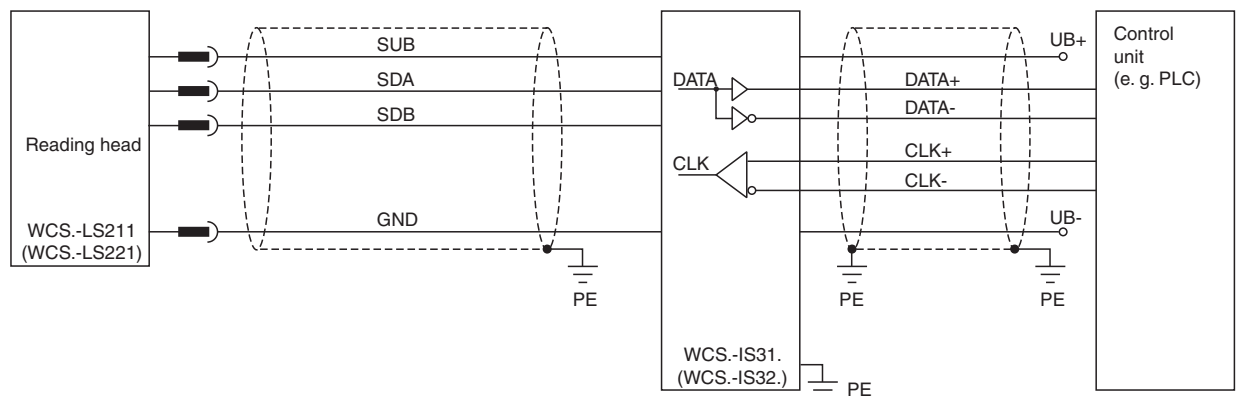 Reading head
WCS.-LS211
(WCS.-LS221)
SUB
SDA
SDB
GND
PE
DATA
CLK
WCS.-IS31.
(WCS.-IS32.)
PE
UB+
DATA+
DATA-
CLK+
CLK-
UB-
PE
PE
Control
unit
(e. g. PLC)